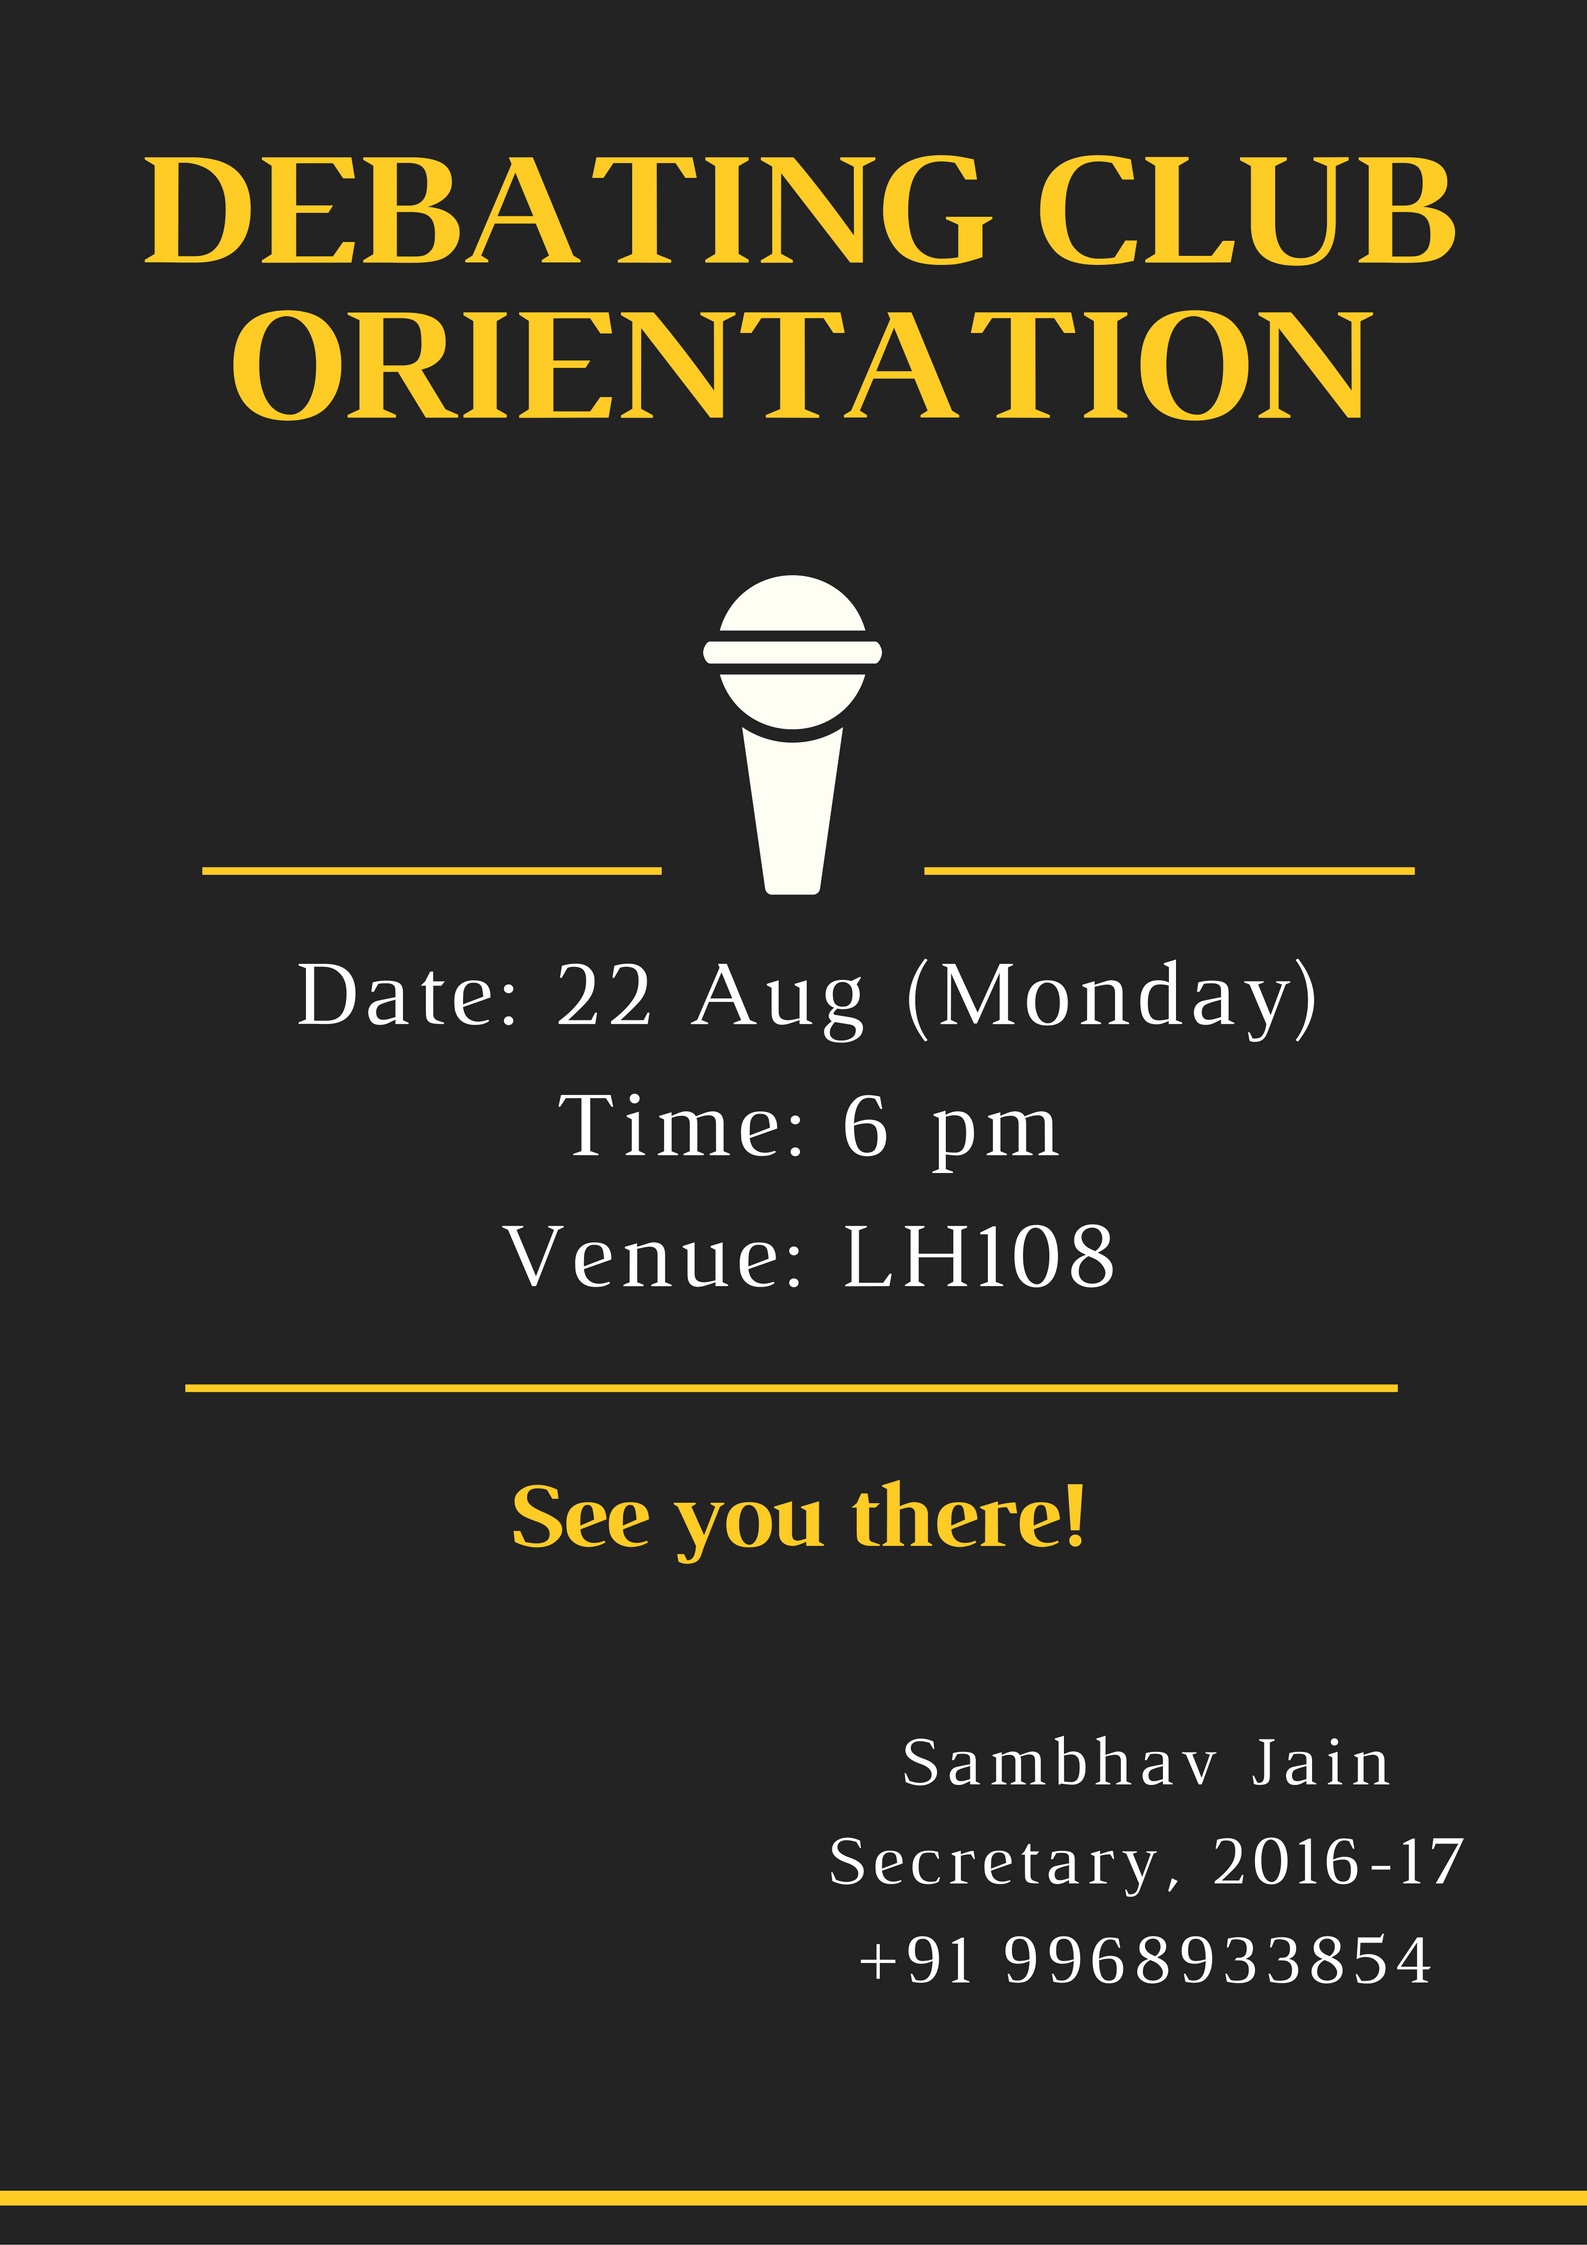 DEBATING CLUB
ORIENTATION
Date: 22 Aug (Monday)
Time: 6 pm
Venue: LH108
See you there!
Sambhav Jain
Secretary, 2016-17
+91 9968933854